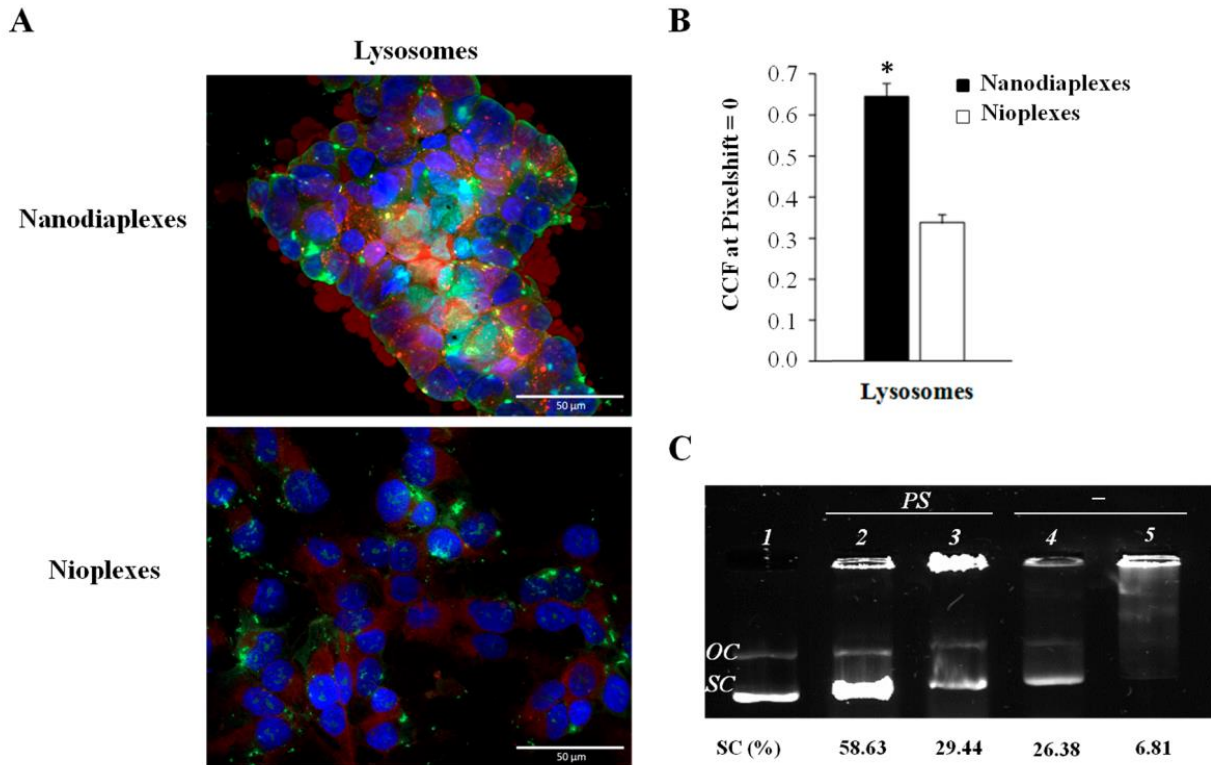 A
Lysosomes
Nanodiaplexes
50 µm
Nioplexes
50 µm
B
CCF at Pixelshift = 0
0.7
0.6
0.5
0.4
0.3
0.2
0.1
0.0
*
Nanodiaplexes
Nioplexes
Lysosomes
C
PS –
1 2 3 4 5
OC
SC
SC (%) 58.63 29.44 26.38 6.81